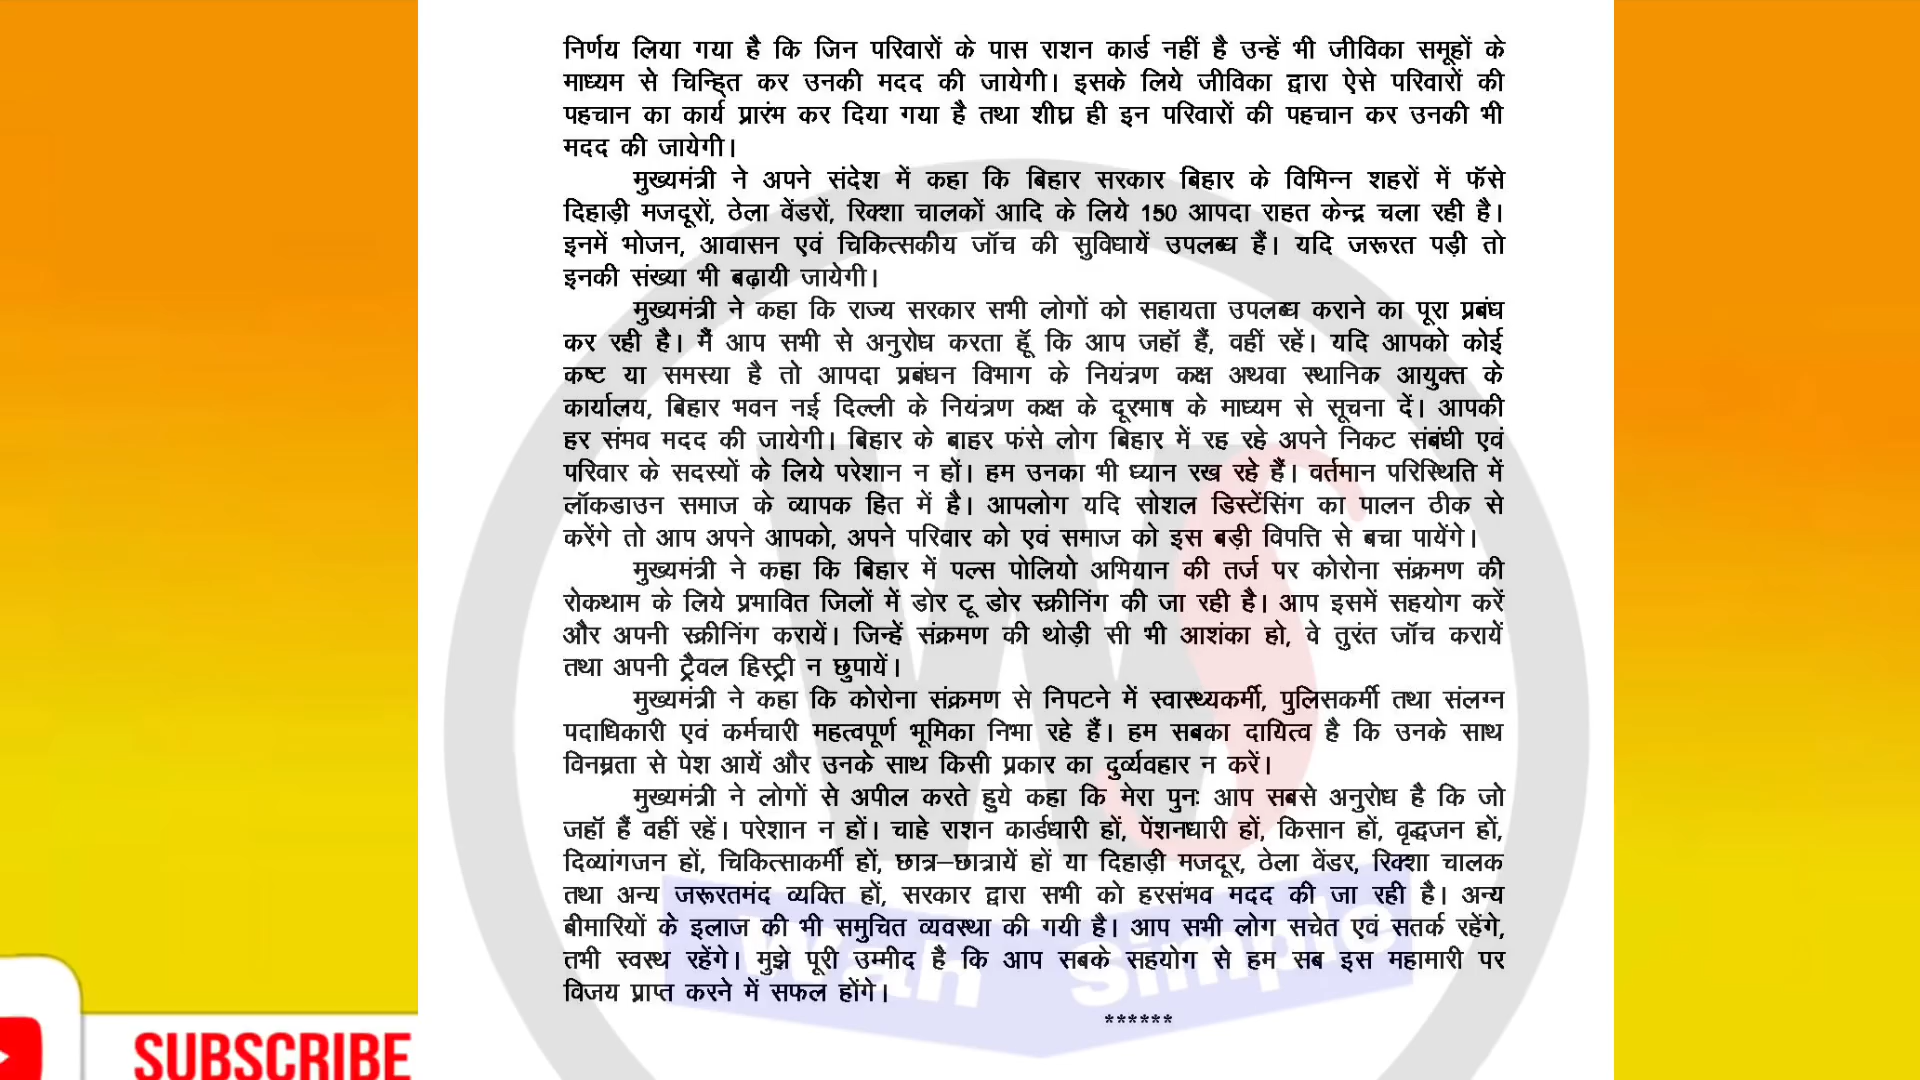 निर्णय लिया गया है कि जिन परिवारों के पास राशन कार्ड नहीं है उन्हें भी जीविका समूहों के
माध्यम से चिन्ह्ति कर उनकी मदद की जायेगी। इसके लिये जीविका द्वारा ऐसे परिवारों की
पहचान का कार्य प्रारंभ कर दिया गया है तथा शीघ्र ही इन परिवारों की पहचान कर उनकी भी
मदद की जायेगी।
मुख्यमंत्री ने अपने संदेश में कहा कि बिहार सरकार बिहार के विभिन्न शहरों में फॅसे
दिहाड़ी मजदूरों, ठेला वेंडरों, रिक्शा चालकों आदि के लिये 150 आपदा राहत केन्द्र चला रही है।
इनमें भोजन, आवासन एवं चिकित्सकीय जॉच की सुविधायें उपलब्ध हैं। यदि जरूरत पड़ी तो
इनकी संख्या भी बढ़ायी जायेगी।
मुख्यमंत्री ने कहा कि राज्य सरकार सभी लोगों को सहायता उपलब्ध कराने का पूरा प्रबंध
कर रही है। मैं आप सभी से अनुरोध करता हॅू कि आप जहॉ हैं, वहीं रहें। यदि आपको कोई
कष्ट या समस्या है तो आपदा प्रबंधन विभाग के नियंत्रण कक्ष अथवा स्थानिक आयुक्त के
कार्यालय, बिहार भवन नई दिल्ली के नियंत्रण कक्ष के दूरभाष के माध्यम से सूचना दें। आपकी
हर संभव मदद की जायेगी। बिहार के बाहर फंसे लोग बिहार में रह रहे अपने निकट संबंधी एवं
परिवार के सदस्यों के लिये परेशान न हों। हम उनका भी ध्यान रख रहे हैं। वर्तमान परिस्थिति में
लॉकडाउन समाज के व्यापक हित में है। आपलोग यदि सोशल डिस्टेंसिंग का पालन ठीक से
करेंगे तो आप अपने आपको, अपने परिवार को एवं समाज को इस बड़ी विपत्ति से बचा पायेंगे।
मुख्यमंत्री ने कहा कि बिहार में पल्स पोलियो अभियान की तर्ज पर कोरोना संक्रमण की
रोकथाम के लिये प्रभावित जिलों में डोर टू डोर स्क्रीनिंग की जा रही है। आप इसमें सहयोग करें
और अपनी स्क्रीनिंग करायें। जिन्हें संक्रमण की थोड़ी सी भी आशंका हो, वे तुरंत जॉच करायें
तथा अपनी ट्रैवल हिस्ट्री न छुपायें।
मुख्यमंत्री ने कहा कि कोरोना संक्रमण से निपटने में स्वास्थ्यकर्मी, पुलिसकर्मी तथा संलग्न
पदाधिकारी एवं कर्मचारी महत्वपूर्ण भूमिका निभा रहे हैं। हम सबका दायित्व है कि उनके साथ
विनम्रता से पेश आयें और उनके साथ किसी प्रकार का दुर्व्यवहार न करें।
मुख्यमंत्री ने लोगों से अपील करते हुये कहा कि मेरा पुनः आप सबसे अनुरोध है कि जो
जहॉ हैं वहीं रहें। परेशान न हों। चाहे राशन कार्डधारी हों, पेंशनधारी हों, किसान हों, वृद्धजन हों,
दिव्यांगजन हों, चिकित्साकर्मी हों, छात्र–छात्रायें हों या दिहाड़ी मजदूर, ठेला वेंडर, रिक्शा चालक
तथा अन्य जरूरतमंद व्यक्ति हों, सरकार द्वारा सभी को हरसंभव मदद की जा रही है। अन्य
बीमारियों के इलाज की भी समुचित व्यवस्था की गयी है। आप सभी लोग सचेत एवं सतर्क रहेंगे,
तभी स्वस्थ रहेंगे। मुझे पूरी उम्मीद है कि आप सबके सहयोग से हम सब इस महामारी पर
विजय प्राप्त करने में सफल होंगे।
******
WS
Wah Simple
SUBSCRIBE